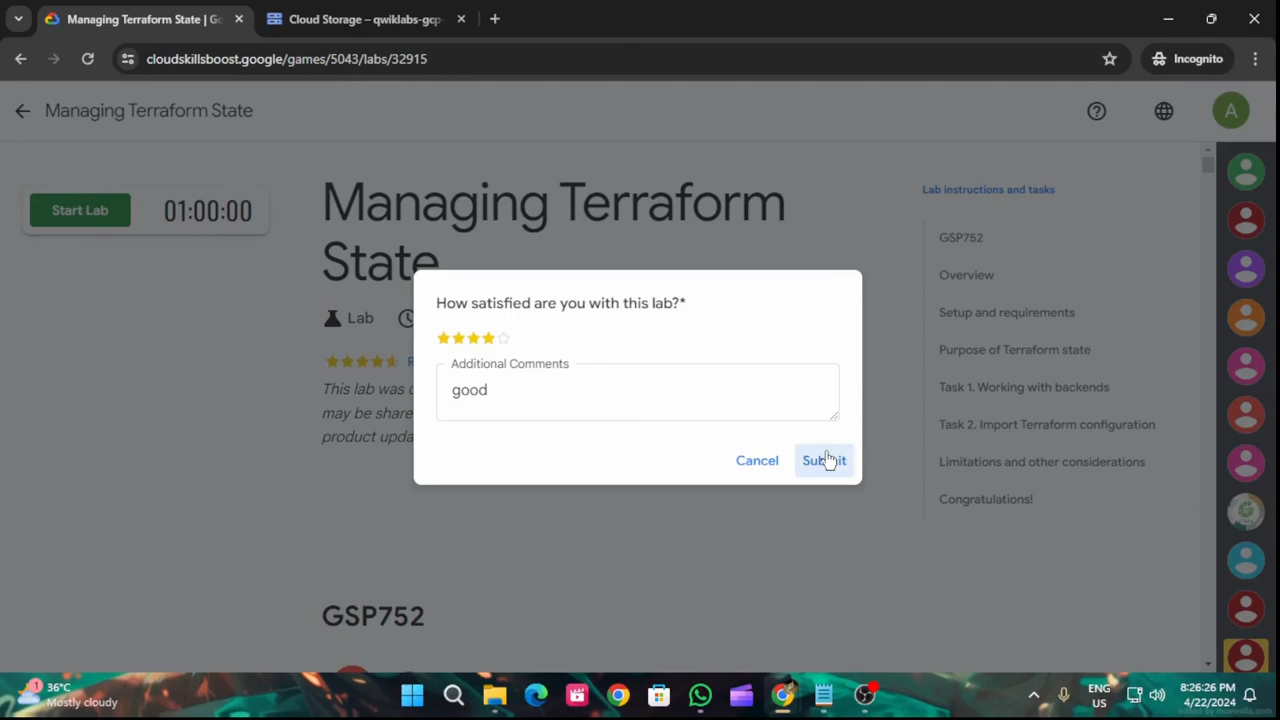 Managing Terraform State | Go
Cloud Storage – qwiklabs-gcp-
cloudskillsboost.google/games/5043/labs/32915
Incognito
Managing Terraform State
A
Start Lab
01:00:00
Managing Terraform
State
Lab
This lab was
may be share
product upda
GSP752
How satisfied are you with this lab?*
Additional Comments
good
Cancel
Submit
Lab instructions and tasks
GSP752
Overview
Setup and requirements
Purpose of Terraform state
Task 1. Working with backends
Task 2. Import Terraform configuration
Limitations and other considerations
Congratulations!
1
36°C
Mostly cloudy
ENG
US
8:26:26 PM
4/22/2024